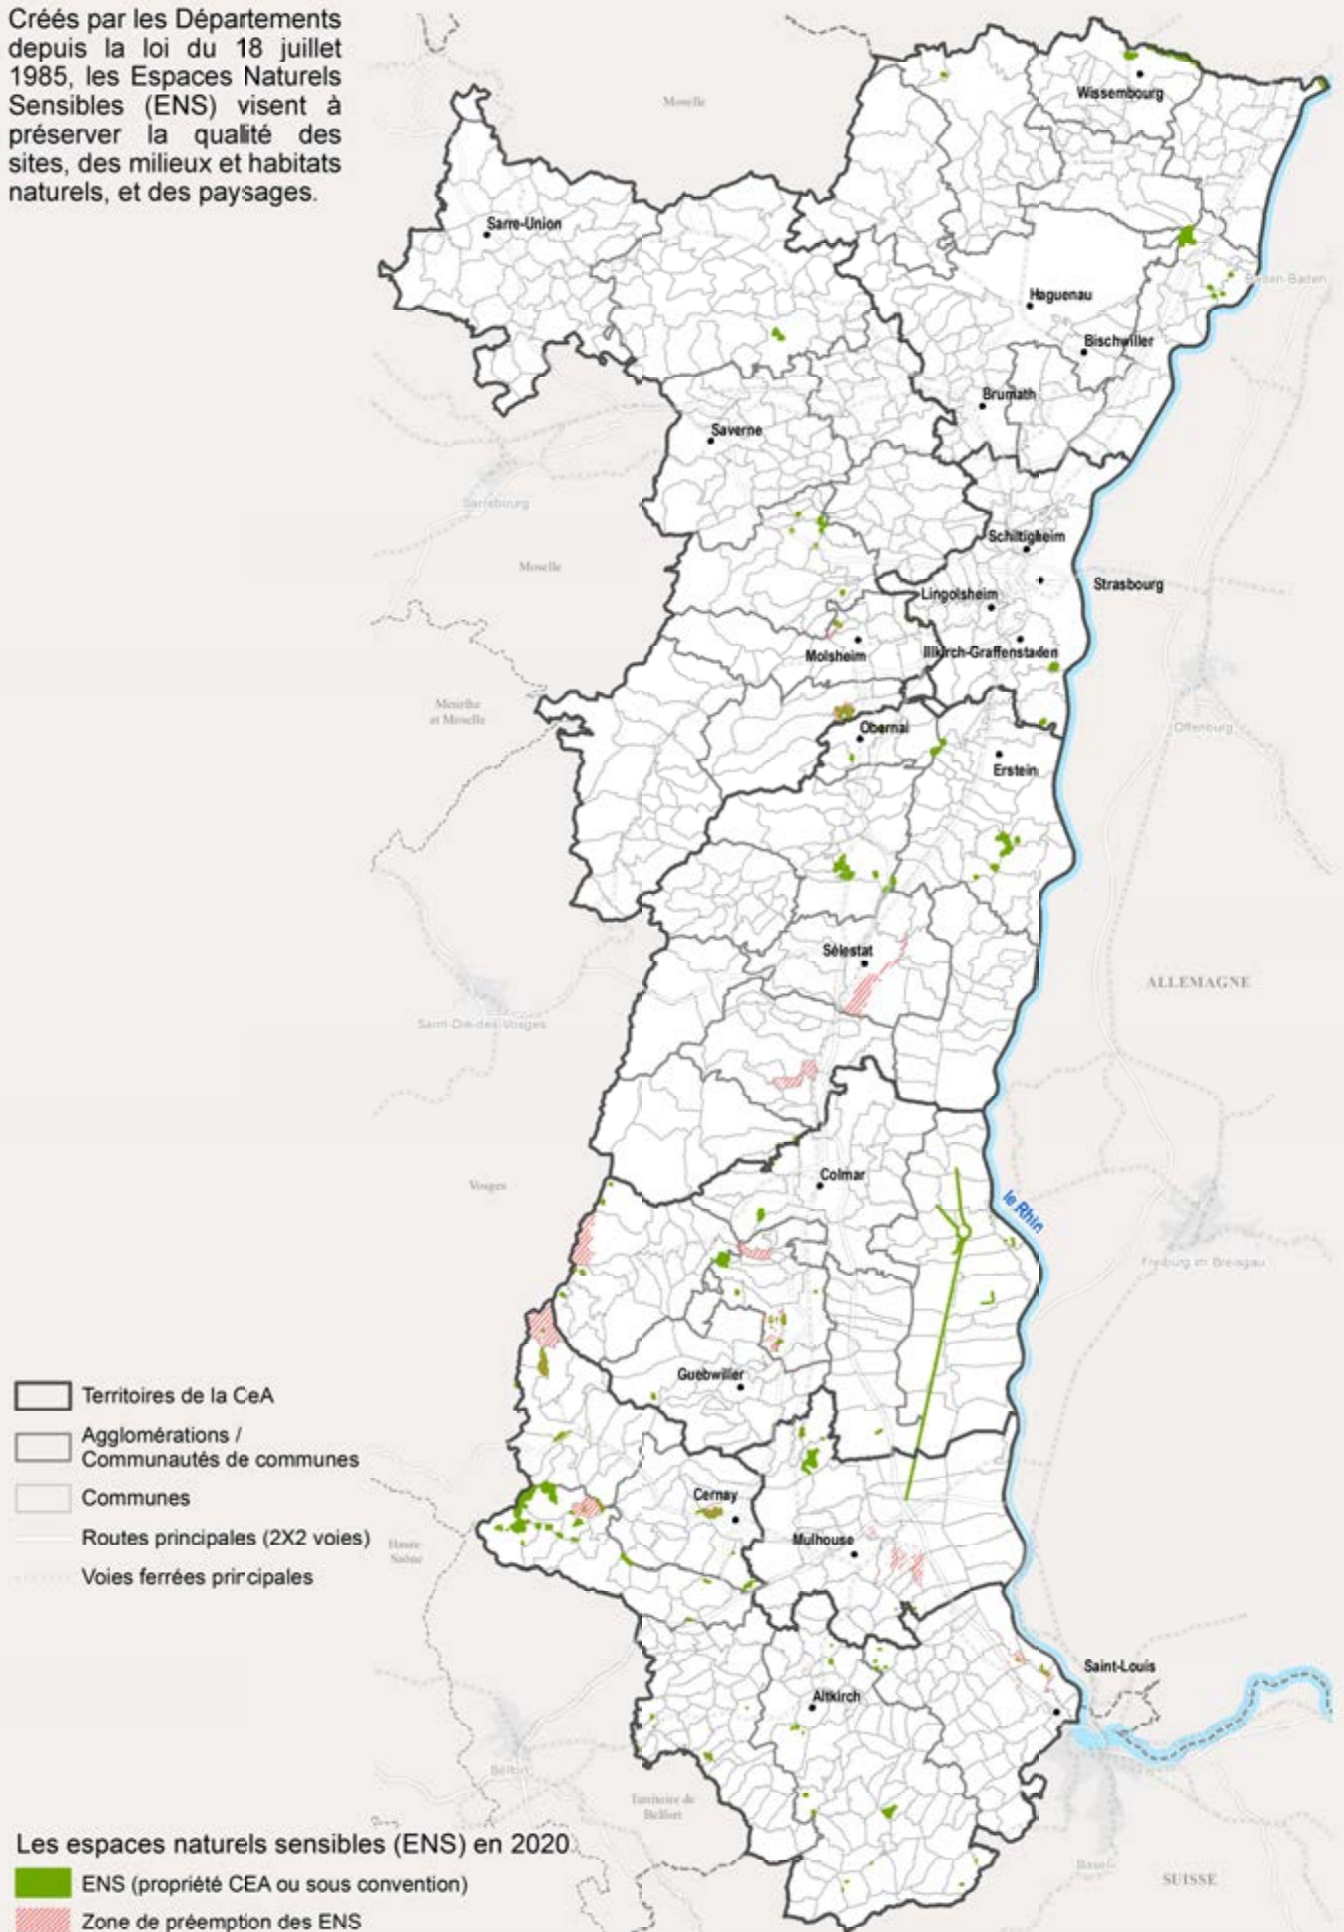 Créés par les Départements
depuis la loi du 18 juillet
1985, les Espaces Naturels
Sensibles (ENS) visent à
préserver la qualité des
sites, des milieux et habitats
naturels, et des paysages.
Moselle
Wissembourg
Sarre-Union
Baden-Baden
Haguenau
Bischwiller
Brumath
Saverne
Sarrebourg
Schiltigheim
Moselle
Strasbourg
Lingolsheim
Molsheim
Illkirch-Graffenstaden
Meurthe
et Moselle
Obernai
Offenburg
Erstein
Sélestat
ALLEMAGNE
Saint-Dié-des-Vosges
Colmar
Vosges
le Rhin
Freiburg im Breisgau
Guebwiller
Territoires de la CeA
Agglomérations /
Communautés de communes
Communes
Cernay
Routes principales (2X2 voies)
Haute-
Saône
Mulhouse
Voies ferrées principales
Saint-Louis
Altkirch
Belfort
Territoire de
Belfort
Les espaces naturels sensibles (ENS) en 2020
Basel
SUISSE
ENS (propriété CEA ou sous convention)
Zone de préemption des ENS